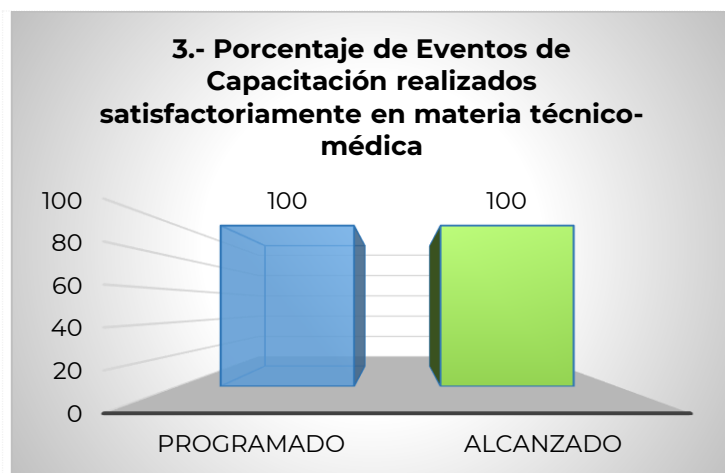 3.- Porcentaje de Eventos de
Capacitación realizados
satisfactoriamente en materia técnico-
médica
100
80
60
40
20
0
100
100
PROGRAMADO
ALCANZADO